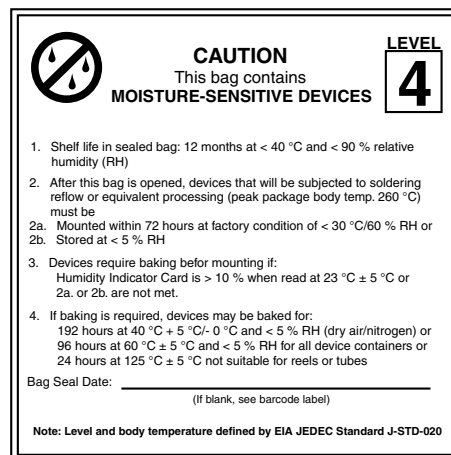 CAUTION
This bag contains
MOISTURE-SENSITIVE DEVICES
LEVEL
4
1. Shelf life in sealed bag: 12 months at < 40 °C and < 90 % relative
humidity (RH)
2. After this bag is opened, devices that will be subjected to soldering
reflow or equivalent processing (peak package body temp. 260 °C)
must be
2a. Mounted within 72 hours at factory condition of < 30 °C/60 % RH or
2b. Stored at < 5 % RH
3. Devices require baking befor mounting if:
Humidity Indicator Card is > 10 % when read at 23 °C ± 5 °C or
2a. or 2b. are not met.
4. If baking is required, devices may be baked for:
192 hours at 40 °C + 5 °C/- 0 °C and < 5 % RH (dry air/nitrogen) or
96 hours at 60 °C ± 5 °C and < 5 % RH for all device containers or
24 hours at 125 °C ± 5 °C not suitable for reels or tubes
Bag Seal Date:
(If blank, see barcode label)
Note: Level and body temperature defined by EIA JEDEC Standard J-STD-020